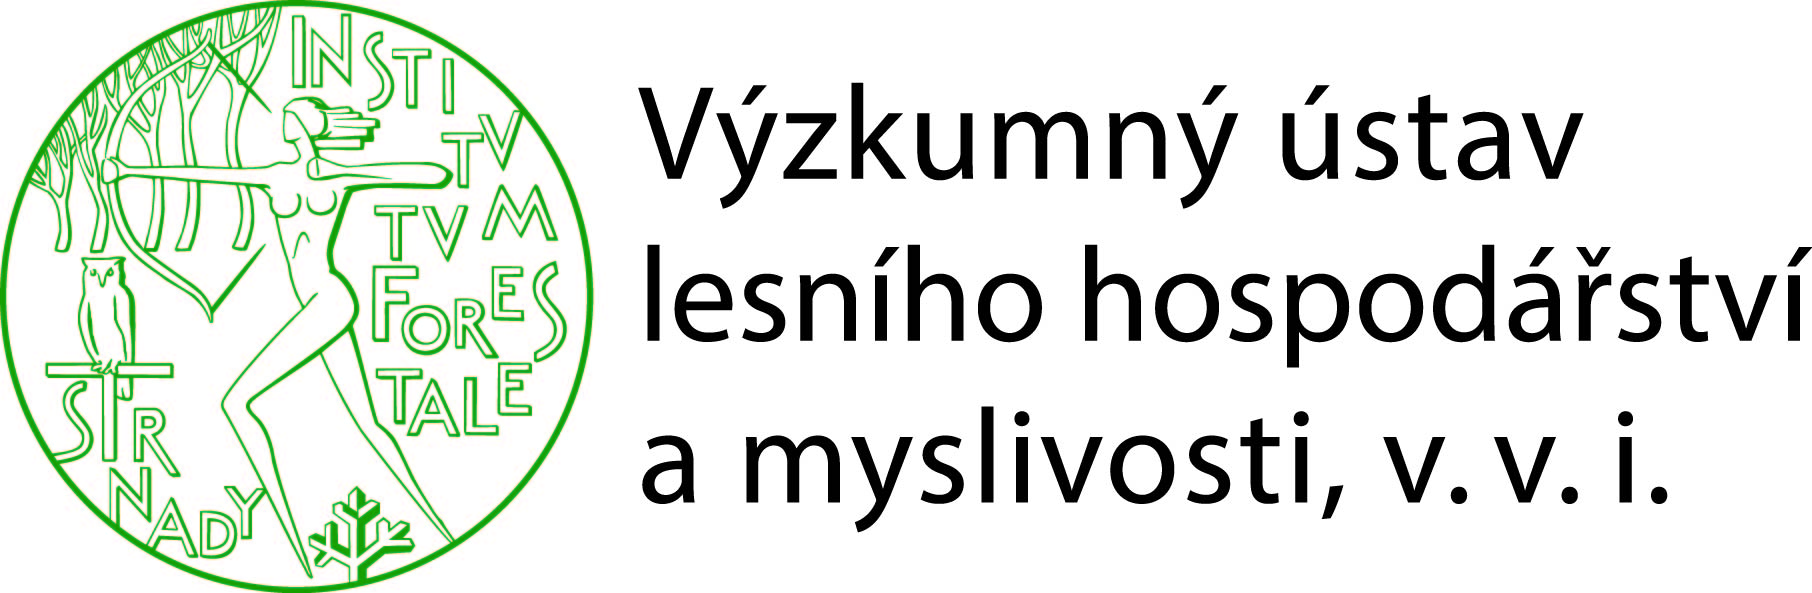 INSTI
TV
TVM
FORES
TALE
STR
NADY
Výzkumný ústav
lesního hospodářství
a myslivosti, v. v. i.